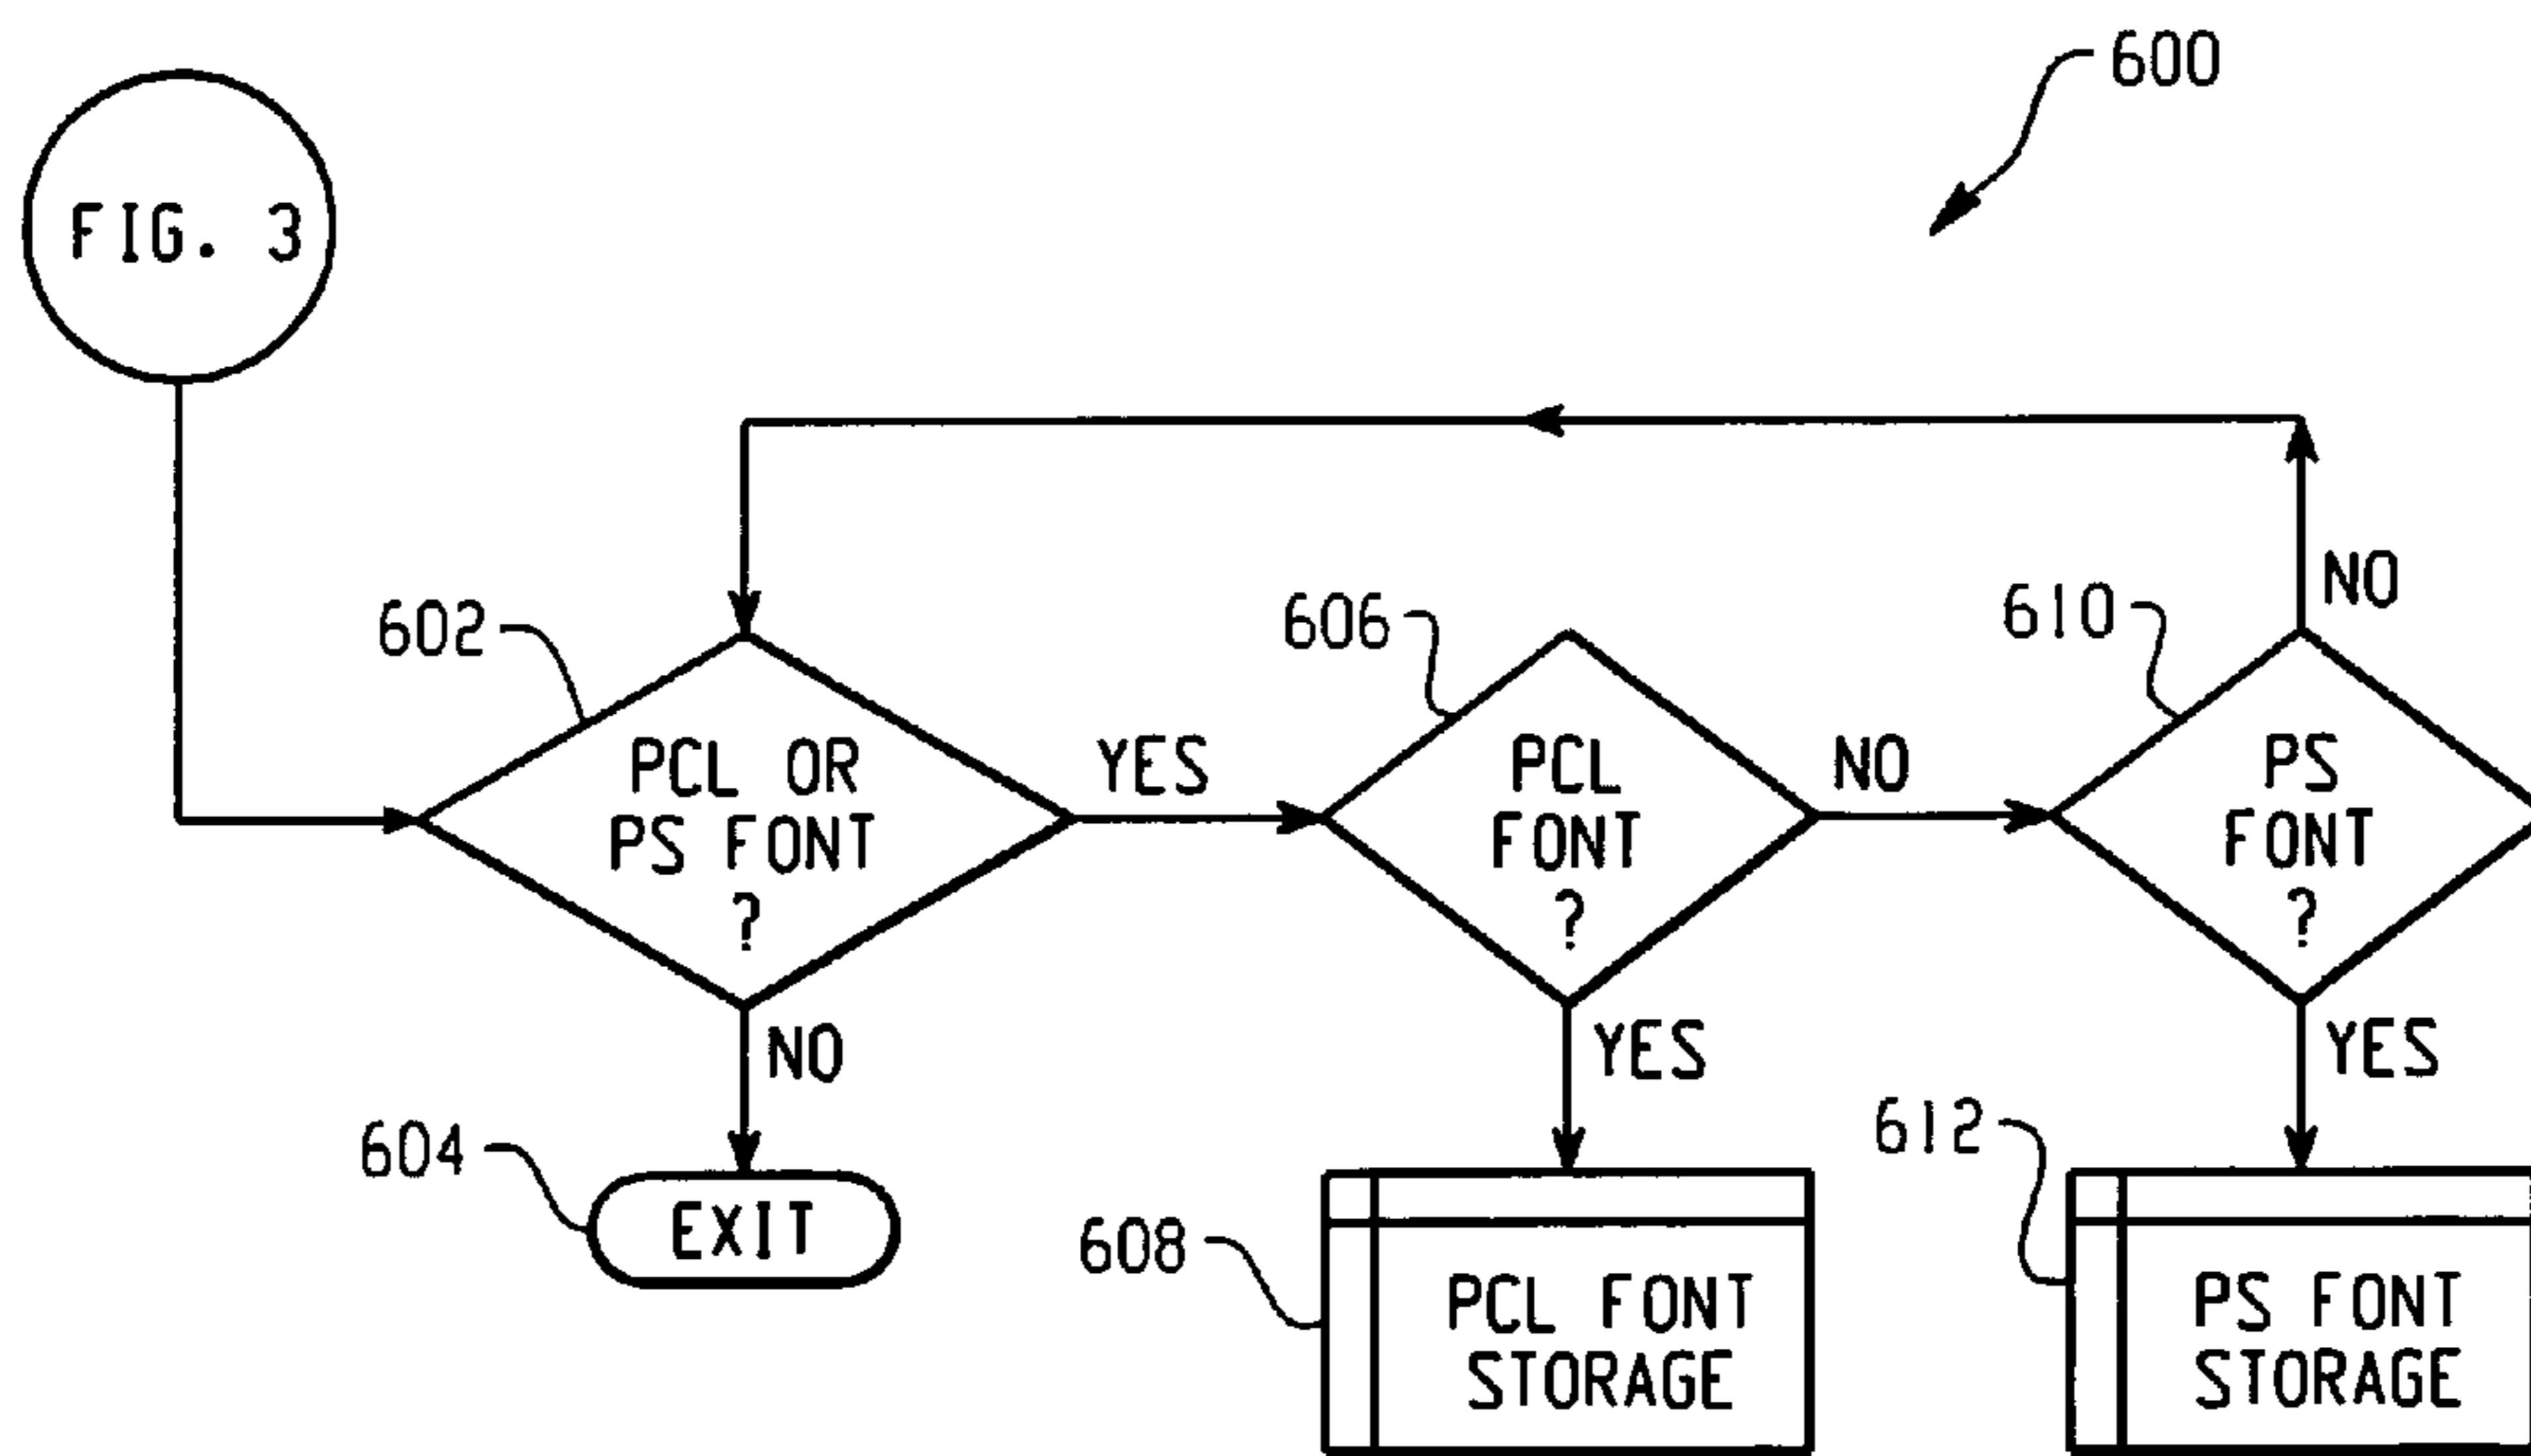 600
FIG. 3
602
PCL OR
PS FONT
?
YES
NO
604
EXIT
606
PCL
FONT
?
NO
YES
608
PCL FONT
STORAGE
610
PS
FONT
?
NO
YES
612
PS FONT
STORAGE